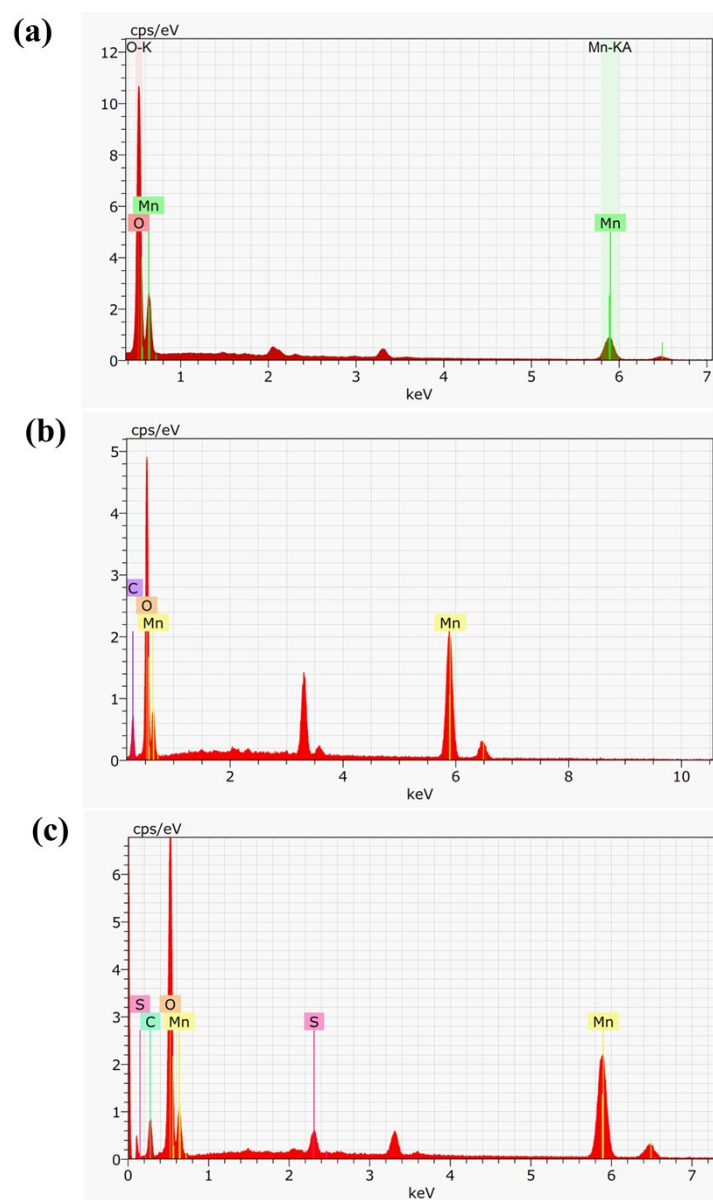 (a)
cps/eV
O-K Mn-KA
12
10
8
6
4
2
0
Mn
O
Mn
1 2 3 4 5 6 7
keV
(b)
cps/eV
5
4
3
2
1
0
C
O
Mn
Mn
2 4 6 8 10
keV
(c)
cps/eV
6
5
4
3
2
1
0
S O S
C Mn Mn
0 1 2 3 4 5 6 7
keV